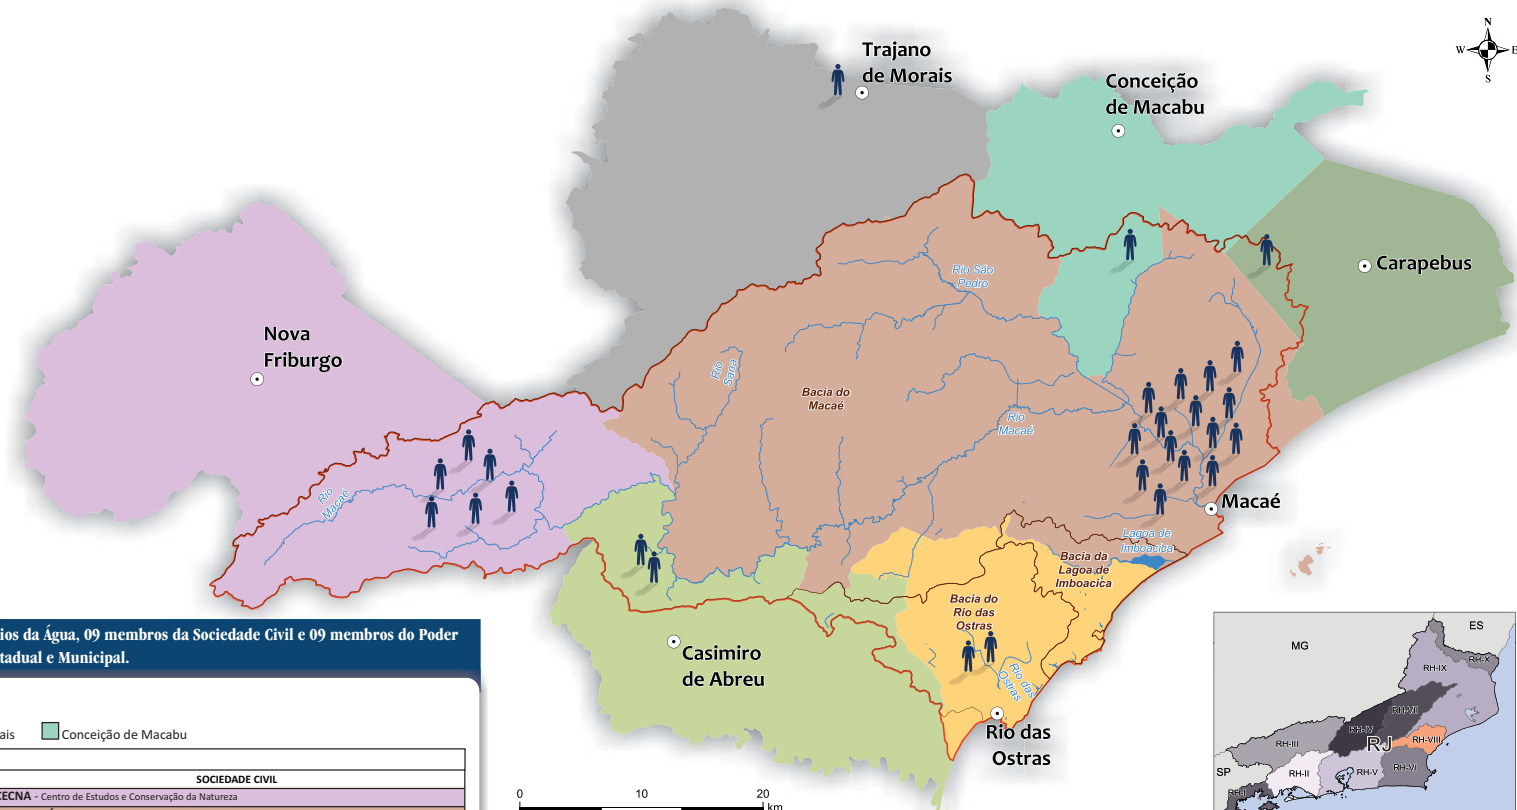 N
W E
S
Trajano
de Morais
Conceição
de Macabu
Carapebus
Nova
Friburgo
Rio São
Pedro
Rio
Sana
Bacia do
Macaé
Rio
Macaé
Rio
Macaé
Macaé
Lagoa de
Imboacica
Bacia da
Lagoa de
Imboacica
Bacia do
Rio das
Ostras
Rio das
Ostras
Casimiro
de Abreu
Rio das
Ostras
0 10 20
km
ios da Água, 09 membros da Sociedade Civil e 09 membros do Poder
tadual e Municipal.
ais Conceição de Macabu
SOCIEDADE CIVIL
CECNA - Centro de Estudos e Conservação da Natureza
MG
ES
RH-X
RH-IX
RH-VII
RH-IV
RJ
RH-VIII
RH-III
SP
RH-II
RH-V
RH-VI
RH-I